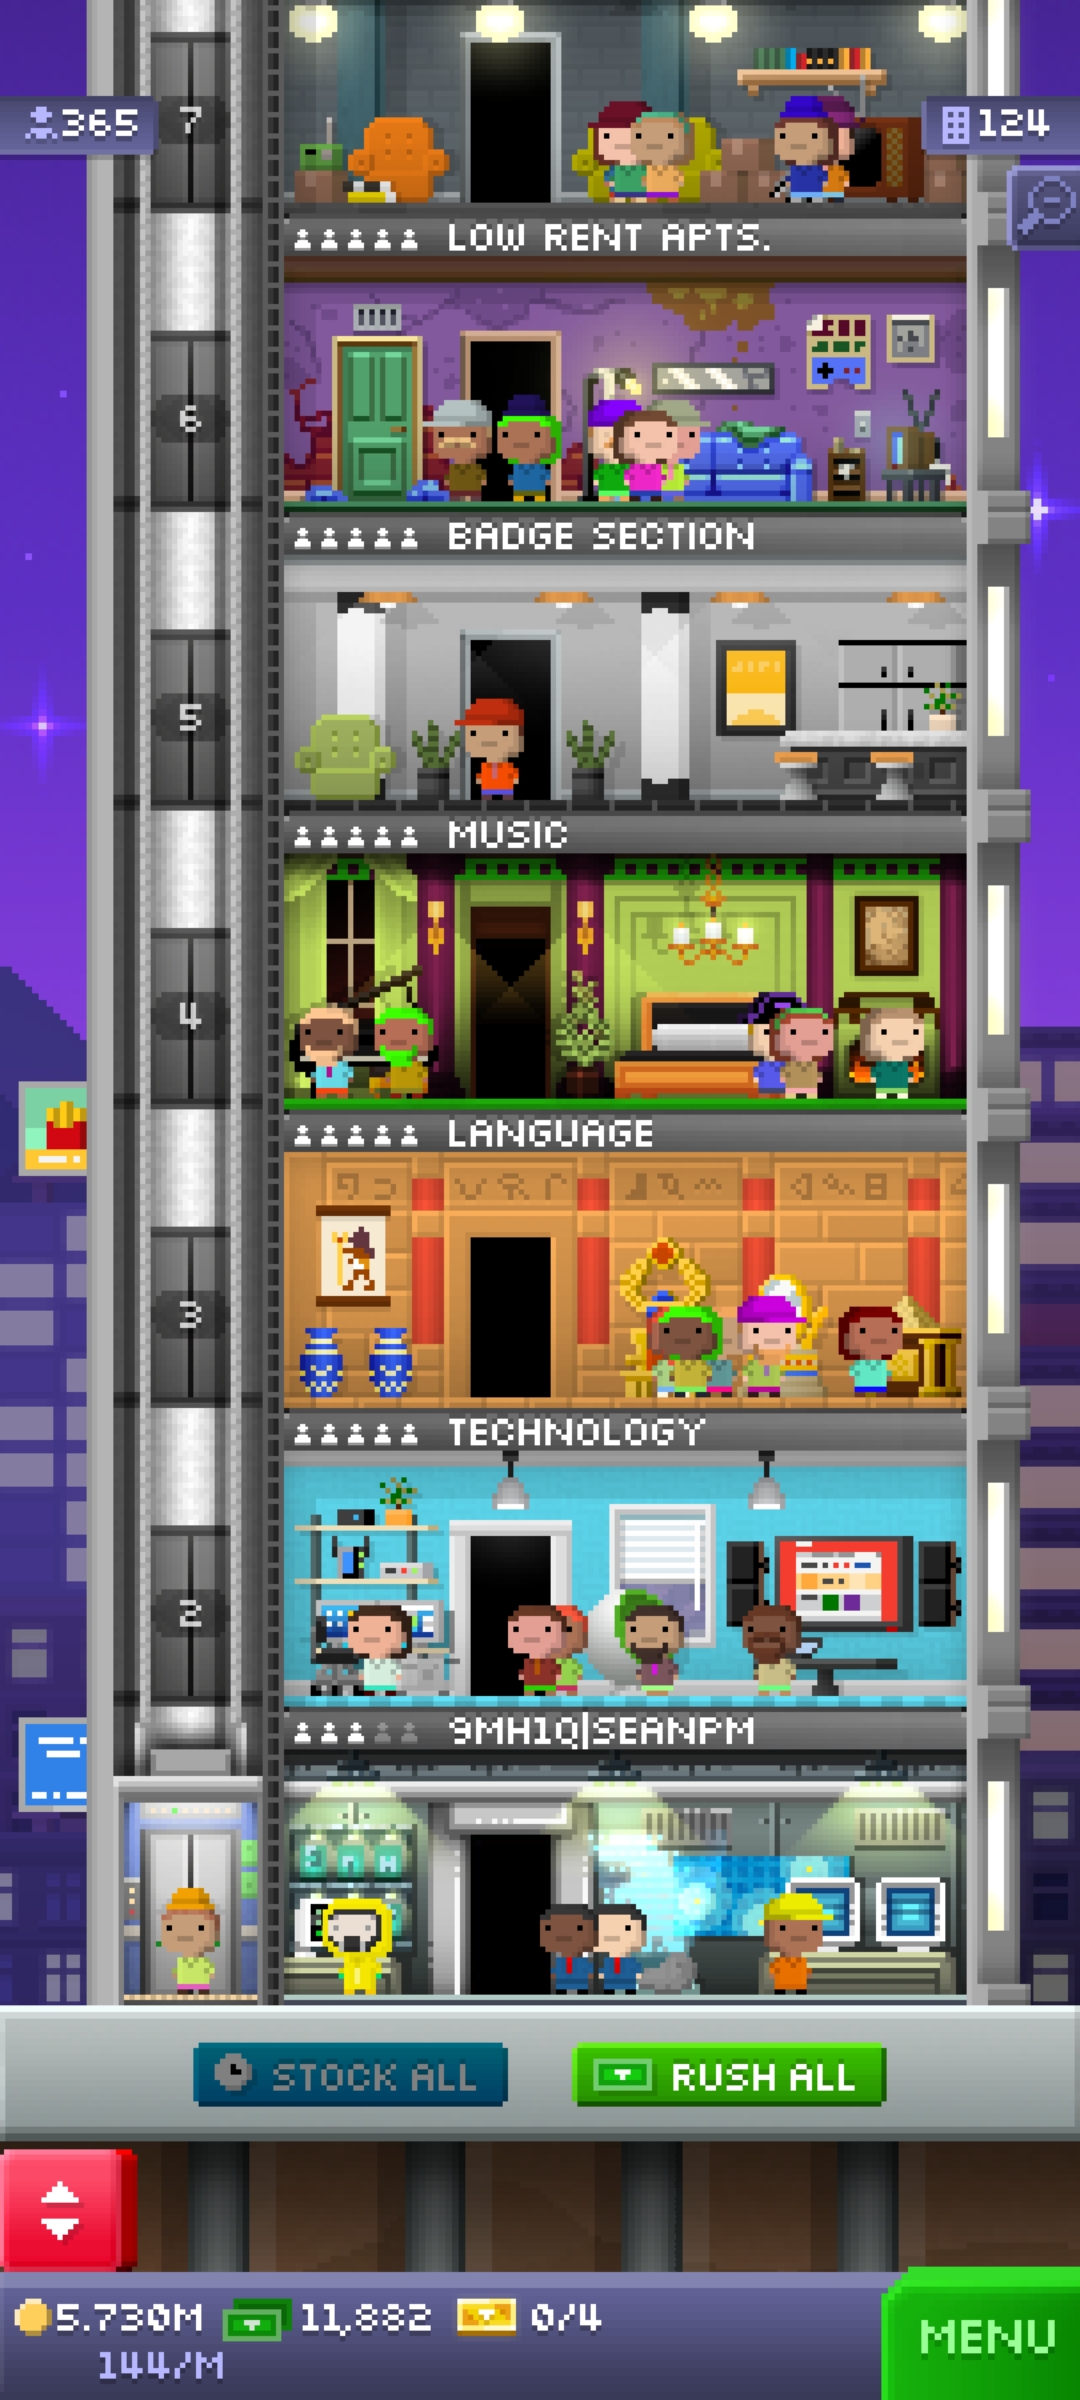 365
7
124
LOW RENT APTS.
6
BADGE SECTION
5
MUSIC
4
LANGUAGE
3
TECHNOLOGY
2
9MH1Q|SEANPM
STOCK ALL
RUSH ALL
5.730M
11,882
0/4
144/M
MENU